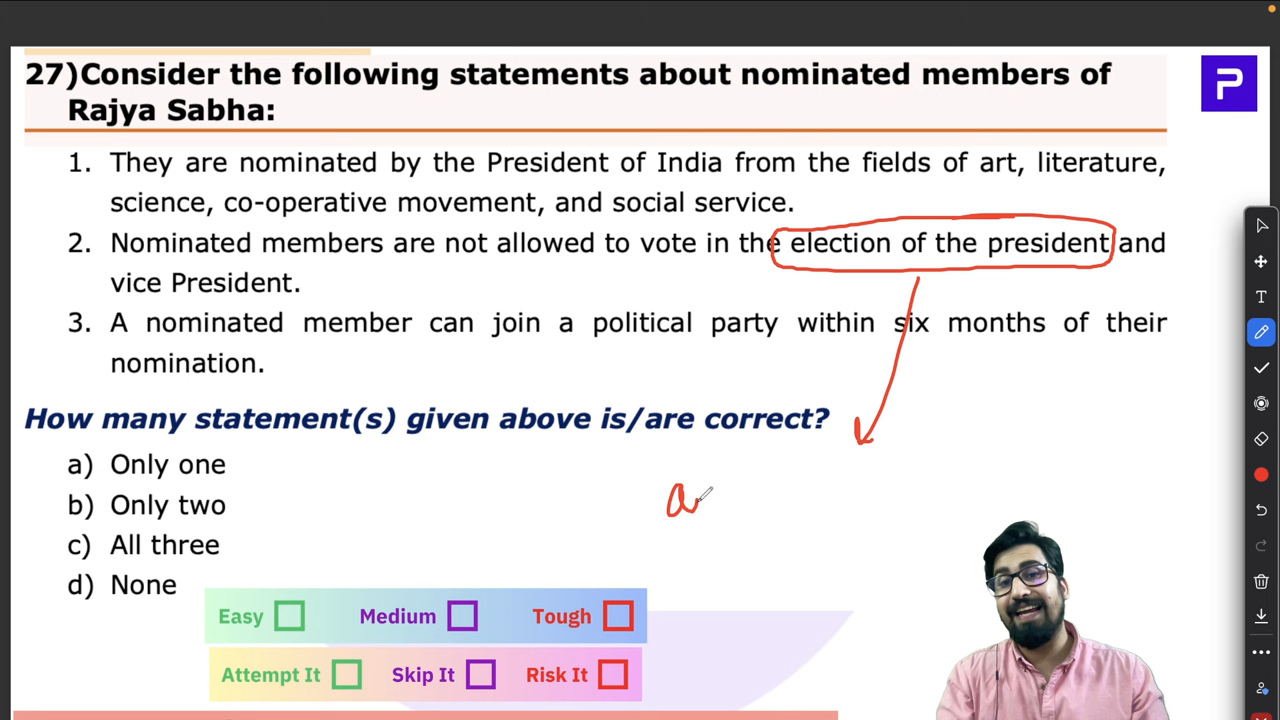 27)Consider the following statements about nominated members of
Rajya Sabha:
1. They are nominated by the President of India from the fields of art, literature,
science, co-operative movement, and social service.
2. Nominated members are not allowed to vote in the election of the president and
vice President.
3. A nominated member can join a political party within six months of their
nomination.
How many statement(s) given above is/are correct?
a) Only one
b) Only two
c) All three
d) None
a
Easy Medium Tough
Attempt It Skip It Risk It
P
T